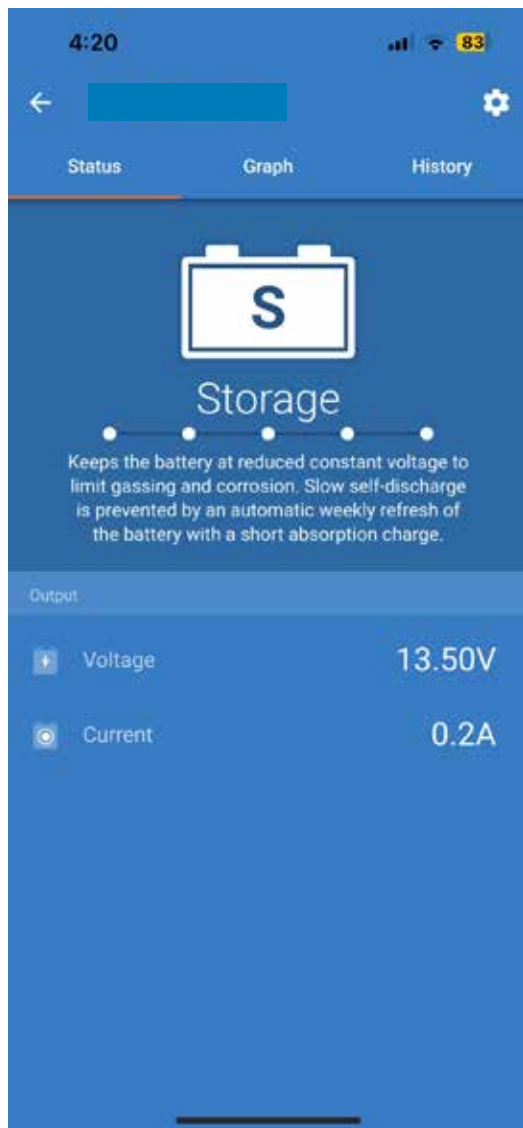 4:20
83
Status Graph History
S
Storage
Keeps the battery at reduced constant voltage to
limit gassing and corrosion. Slow self-discharge
is prevented by an automatic weekly refresh of
the battery with a short absorption charge.
Output
Voltage 13.50V
Current 0.2A